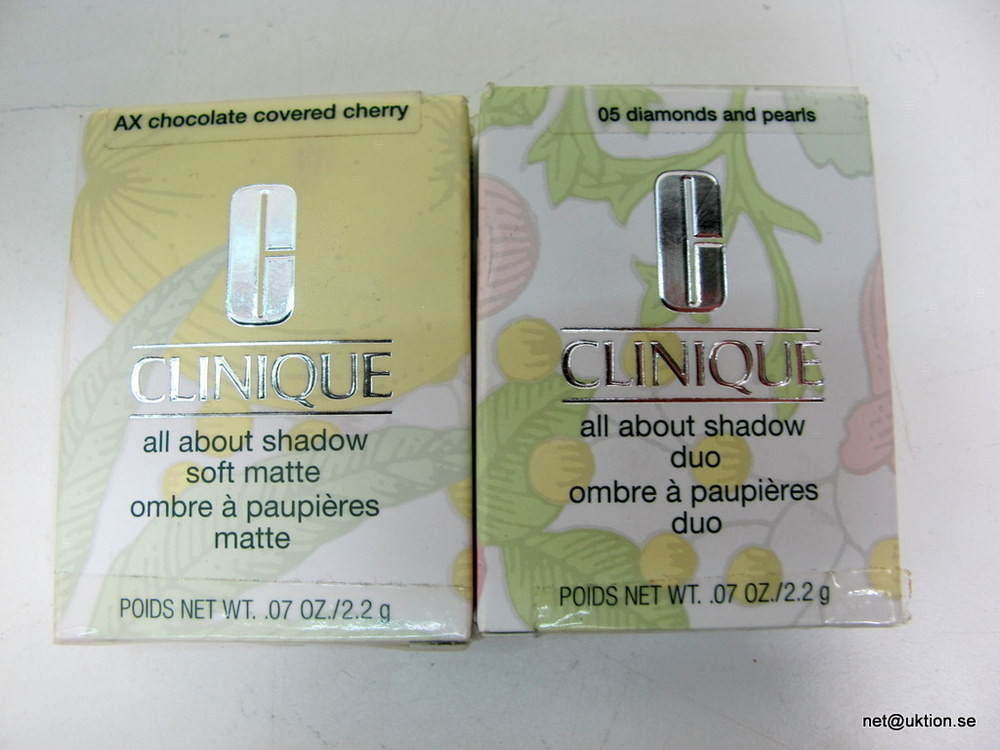 AX chocolate covered cherry
C
CLINIQUE
all about shadow
soft matte
ombre à paupières
matte
POIDS NET WT. .07 OZ./2.2 g
05 diamonds and pearls
C
CLINIQUE
all about shadow
duo
ombre à paupières
duo
POIDS NET WT. .07 OZ./2.2 g
net@uktion.se